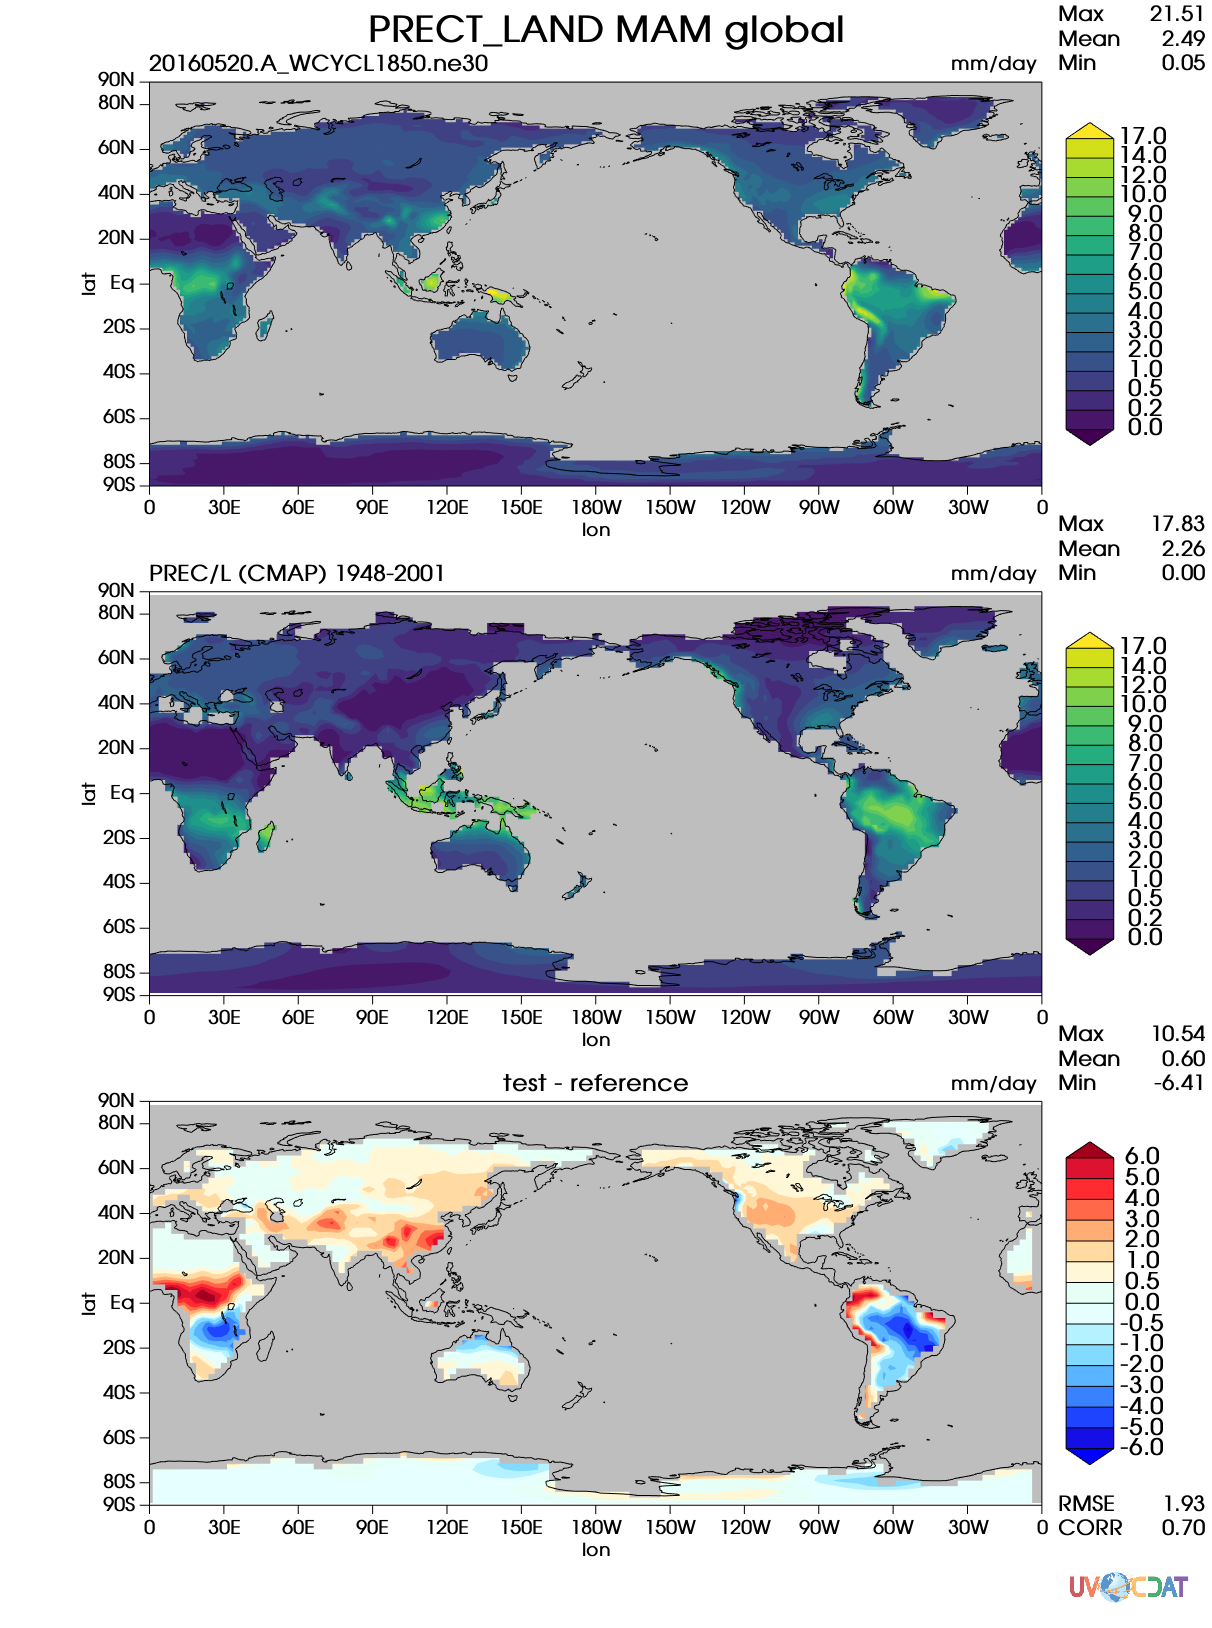 PRECT_LAND MAM global
Max 21.51
Mean 2.49
Min 0.05
20160520.A_WCYCL1850.ne30 mm/day
90N
80N
60N
40N
20N
Eq
20S
40S
60S
80S
90S
lat
0 30E 60E 90E 120E 150E 180W 150W 120W 90W 60W 30W 0
lon
17.0
14.0
12.0
10.0
9.0
8.0
7.0
6.0
5.0
4.0
3.0
2.0
1.0
0.5
0.2
0.0
Max 17.83
Mean 2.26
Min 0.00
PREC/L (CMAP) 1948-2001 mm/day
90N
80N
60N
40N
20N
Eq
20S
40S
60S
80S
90S
lat
0 30E 60E 90E 120E 150E 180W 150W 120W 90W 60W 30W 0
lon
17.0
14.0
12.0
10.0
9.0
8.0
7.0
6.0
5.0
4.0
3.0
2.0
1.0
0.5
0.2
0.0
Max 10.54
Mean 0.60
Min -6.41
test - reference mm/day
90N
80N
60N
40N
20N
Eq
20S
40S
60S
80S
90S
lat
0 30E 60E 90E 120E 150E 180W 150W 120W 90W 60W 30W 0
lon
6.0
5.0
4.0
3.0
2.0
1.0
0.5
0.0
-0.5
-1.0
-2.0
-3.0
-4.0
-5.0
-6.0
RMSE 1.93
CORR 0.70
UV CDAT